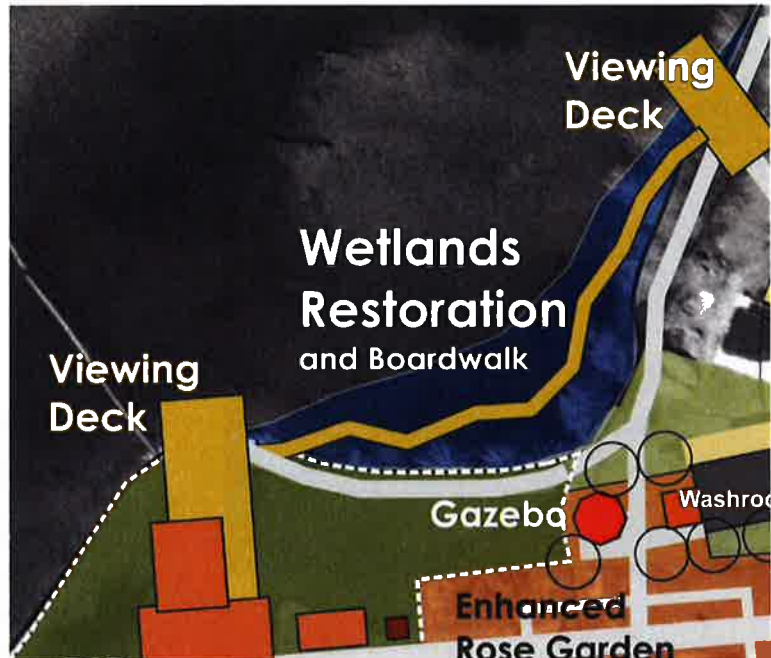 Viewing
Deck
Wetlands
Restoration
and Boardwalk
Viewing
Deck
Gazebo
Enhanced
Rose Garden